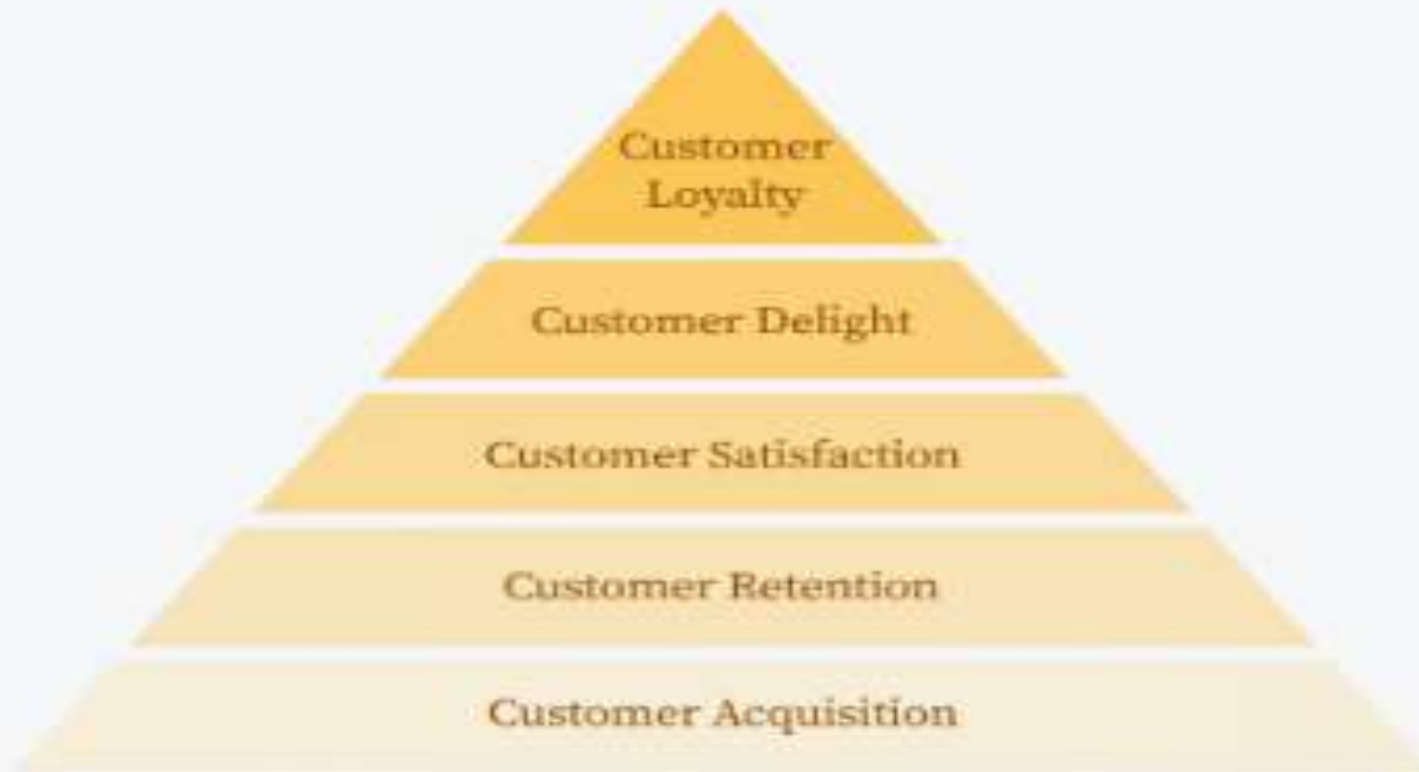 Customer
Loyalty
Customer Delight
Customer Satisfaction
Customer Retention
Customer Acquisition